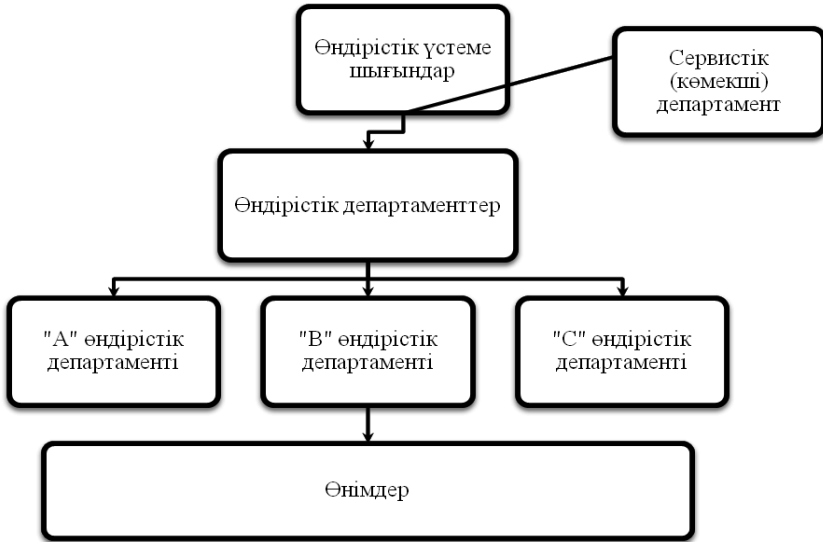 Өндірістік үстеме
шығындар
Сервистік
(көмекші)
департамент
Өндірістік департаменттер
"А" өндірістік
департаменті
"В" өндірістік
департаменті
"С" өндірістік
департаменті
Өнімдер